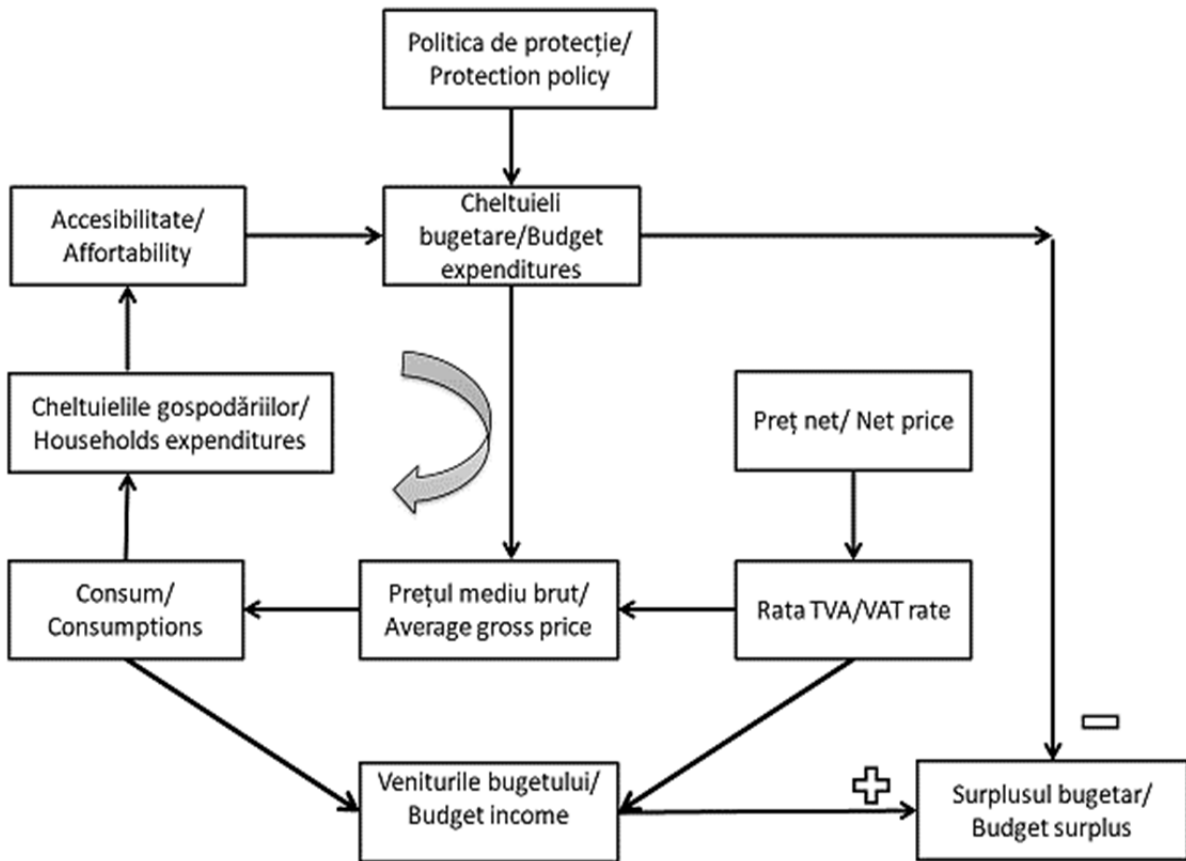 Politica de protecție/
Protection policy
Accesibilitate/
Affortability
Cheltuieli
bugetare/Budget
expenditures
Cheltuielile gospodăriilor/
Households expenditures
Preț net/ Net price
Consum/
Consumptions
Prețul mediu brut/
Average gross price
Rata TVA/VAT rate
Veniturile bugetului/
Budget income
Surplusul bugetar/
Budget surplus